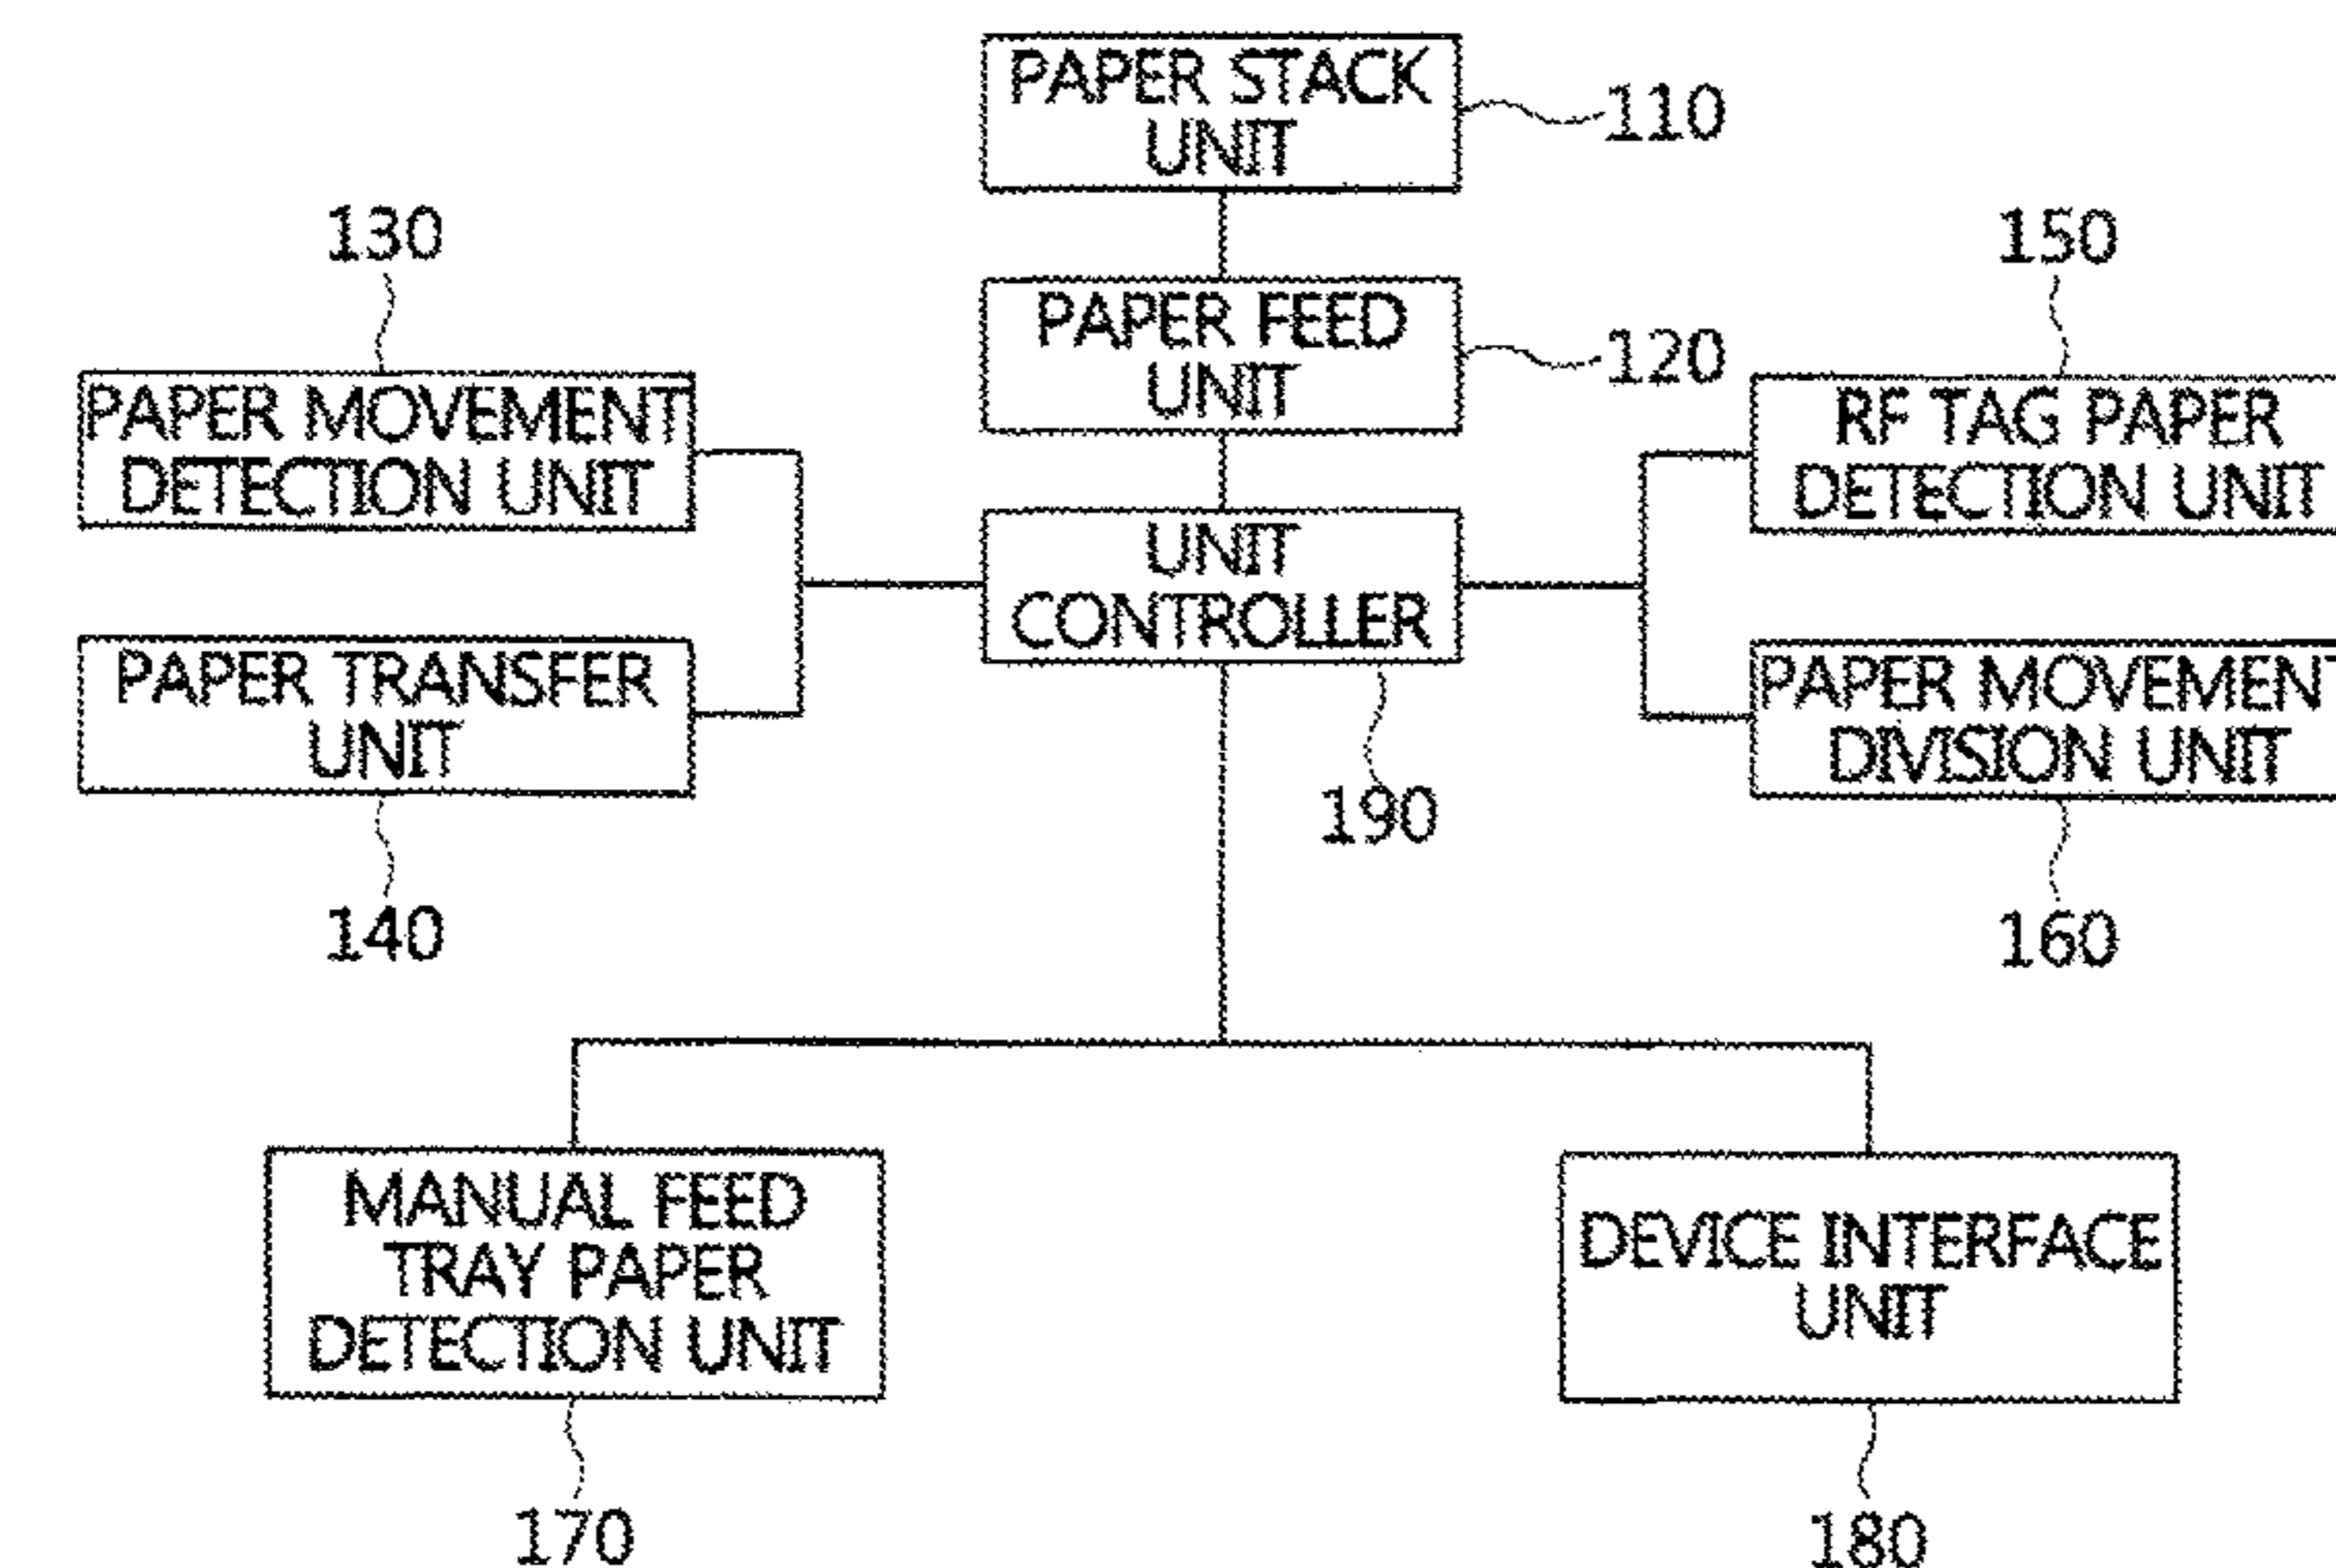 PAPER STACK
UNIT
110
130
150
PAPER FEED
UNIT
120
PAPER MOVEMENT
DETECTION UNIT
RF TAG PAPER
DETECTION UNIT
UNIT
CONTROLLER
PAPER TRANSFER
UNIT
PAPER MOVEMENT
DIVISION UNIT
190
140
160
MANUAL FEED
TRAY PAPER
DETECTION UNIT
DEVICE INTERFACE
UNIT
170
180